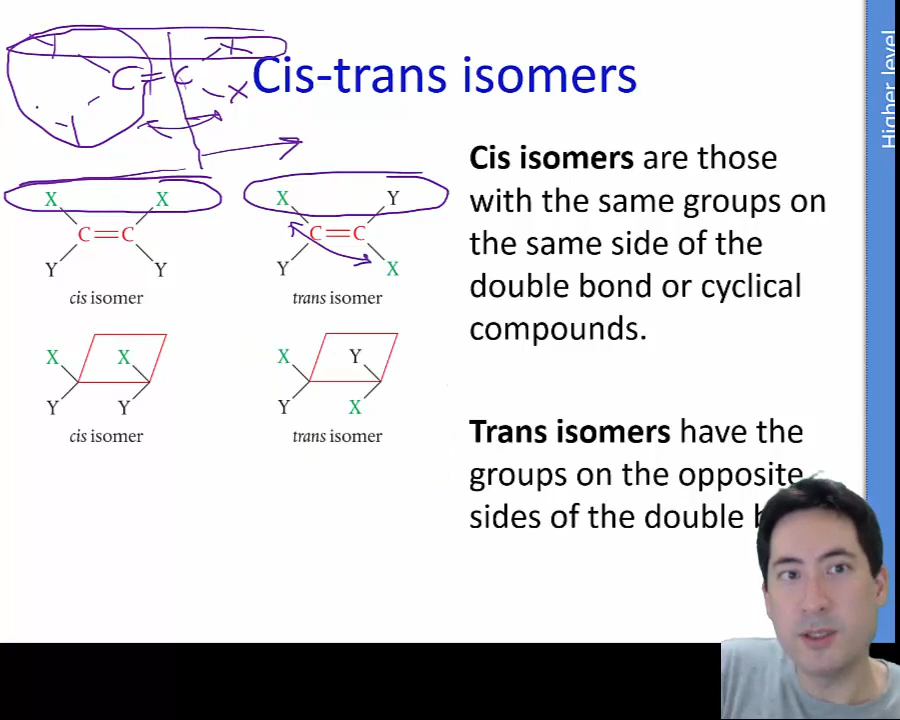 Higher level
C=C
X
Cis-trans isomers
X X
C=C
Y Y
cis isomer
X Y
C=C
Y X
trans isomer
X X
Y Y
cis isomer
X Y
Y X
trans isomer
Cis isomers are those
with the same groups on
the same side of the
double bond or cyclical
compounds.
Trans isomers have the
groups on the opposite
sides of the double